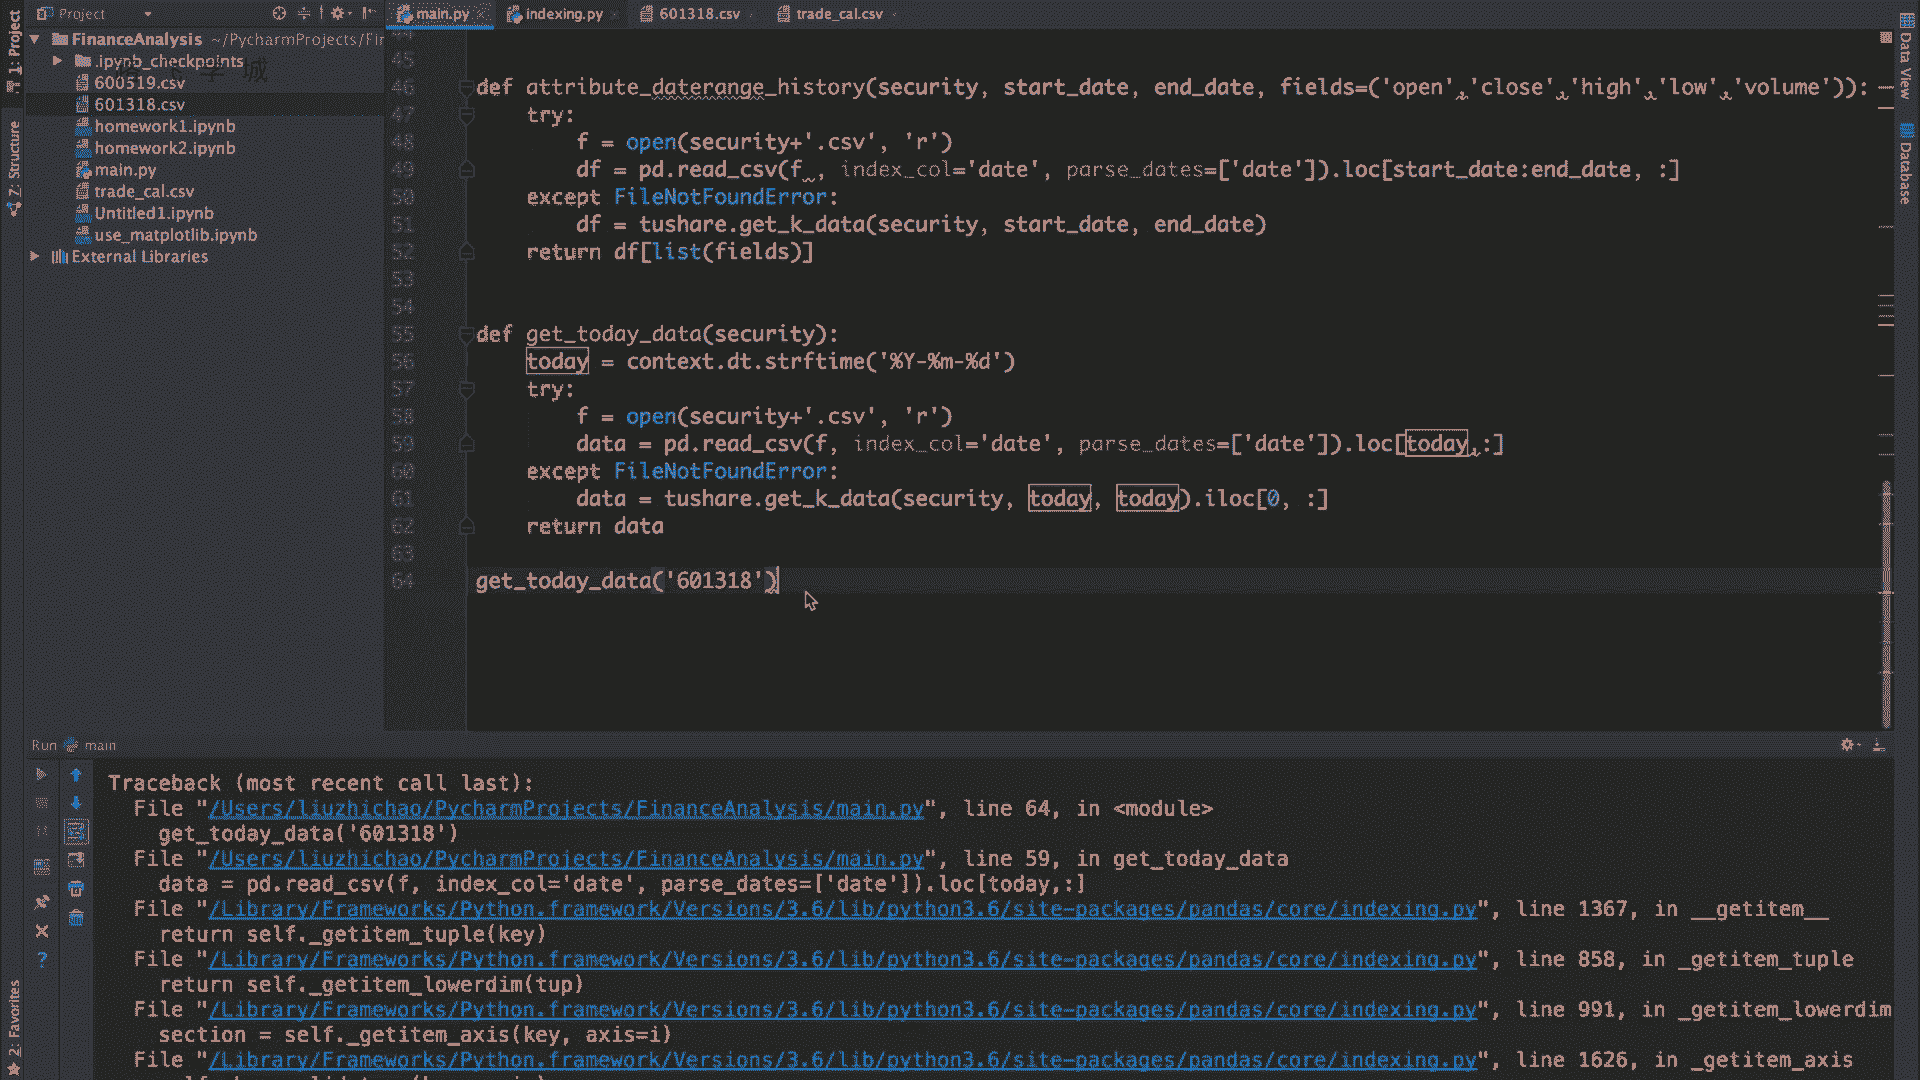 Project
main.py
indexing.py
601318.csv
trade_cal.csv
1: Project
7: Structure
2: Favorites
Data View
Database
FinanceAnalysis ~/PycharmProjects/Fir
.ipynb_checkpoints
600519.csv
601318.csv
homework1.ipynb
homework2.ipynb
main.py
trade_cal.csv
Untitled1.ipynb
use_matplotlib.ipynb
External Libraries
城
44
45
46 def attribute_daterange_history(security, start_date, end_date, fields=('open','close','high','low','volume')):
47 try:
48 f = open(security+'.csv', 'r')
49 df = pd.read_csv(f , index_col='date', parse_dates=['date']).loc[start_date:end_date, :]
50 except FileNotFoundError:
51 df = tushare.get_k_data(security, start_date, end_date)
52 return df[list(fields)]
53
54
55 def get_today_data(security):
56 today = context.dt.strftime('%Y-%m-%d')
57 try:
58 f = open(security+'.csv', 'r')
59 data = pd.read_csv(f, index_col='date', parse_dates=['date']).loc[today,:]
60 except FileNotFoundError:
61 data = tushare.get_k_data(security, today, today).iloc[0, :]
62 return data
63
64 get_today_data('601318')
Run main
Traceback (most recent call last):
File "/Users/liuzhichao/PycharmProjects/FinanceAnalysis/main.py", line 64, in <module>
get_today_data('601318')
File "/Users/liuzhichao/PycharmProjects/FinanceAnalysis/main.py", line 59, in get_today_data
data = pd.read_csv(f, index_col='date', parse_dates=['date']).loc[today,:]
File "/Library/Frameworks/Python.framework/Versions/3.6/lib/python3.6/site-packages/pandas/core/indexing.py", line 1367, in __getitem__
return self._getitem_tuple(key)
File "/Library/Frameworks/Python.framework/Versions/3.6/lib/python3.6/site-packages/pandas/core/indexing.py", line 858, in _getitem_tuple
return self._getitem_lowerdim(tup)
File "/Library/Frameworks/Python.framework/Versions/3.6/lib/python3.6/site-packages/pandas/core/indexing.py", line 991, in _getitem_lowerdim
section = self._getitem_axis(key, axis=i)
File "/Library/Frameworks/Python.framework/Versions/3.6/lib/python3.6/site-packages/pandas/core/indexing.py", line 1626, in _getitem_axis